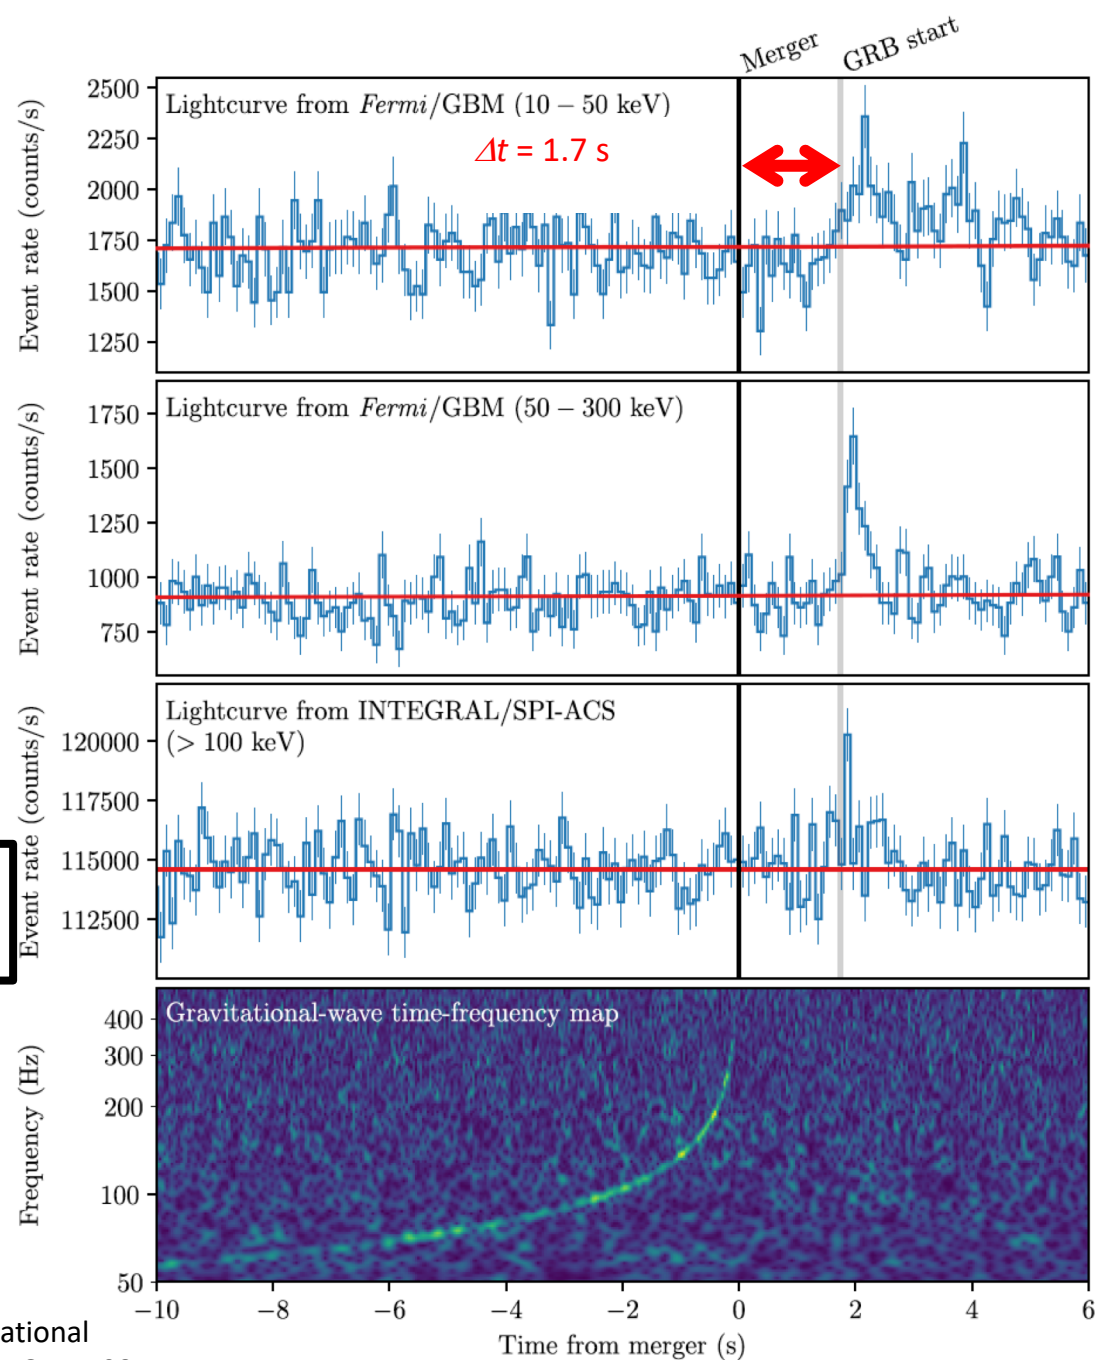 Merger
GRB start
2500
2250
2000
1750
1500
1250
Event rate (counts/s)
Lightcurve from Fermi/GBM (10 – 50 keV)
Δt = 1.7 s
1750
1500
1250
1000
750
Event rate (counts/s)
Lightcurve from Fermi/GBM (50 – 300 keV)
120000
117500
115000
112500
Event rate (counts/s)
Lightcurve from INTEGRAL/SPI-ACS
(> 100 keV)
400
300
200
100
50
Frequency (Hz)
Gravitational-wave time-frequency map
−10 −8 −6 −4 −2 0 2 4 6
Time from merger (s)
ational